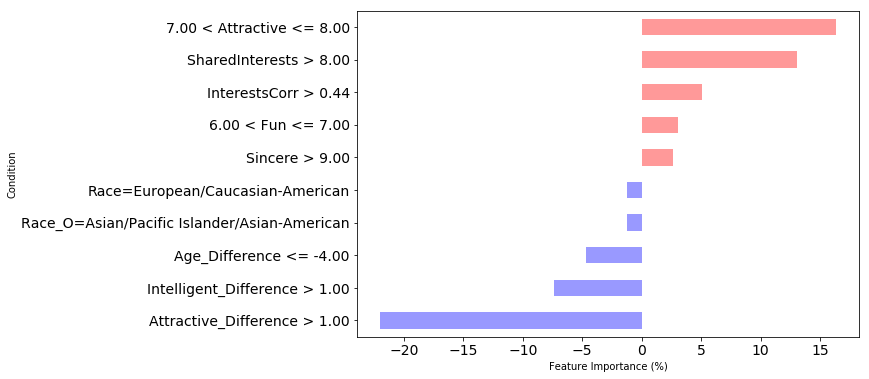 7.00 < Attractive <= 8.00
SharedInterests > 8.00
InterestsCorr > 0.44
6.00 < Fun <= 7.00
Sincere > 9.00
Race=European/Caucasian-American
Race_O=Asian/Pacific Islander/Asian-American
Age_Difference <= -4.00
Intelligent_Difference > 1.00
Attractive_Difference > 1.00
Condition
−20 −15 −10 −5 0 5 10 15
Feature Importance (%)